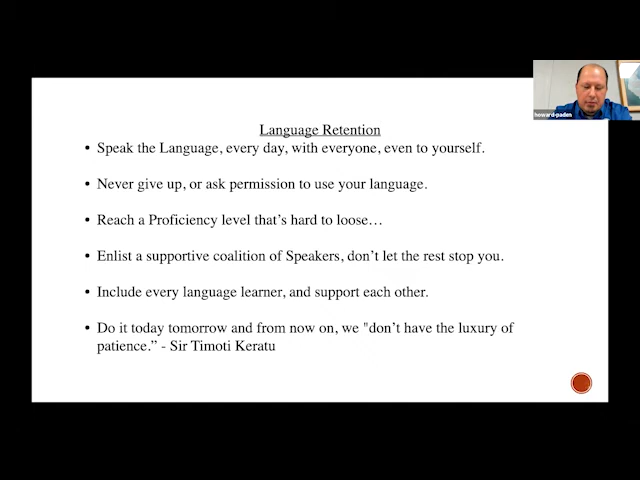 howard-paden
Language Retention
• Speak the Language, every day, with everyone, even to yourself.
• Never give up, or ask permission to use your language.
• Reach a Proficiency level that’s hard to loose…
• Enlist a supportive coalition of Speakers, don’t let the rest stop you.
• Include every language learner, and support each other.
• Do it today tomorrow and from now on, we "don’t have the luxury of
patience.” - Sir Timoti Keratu